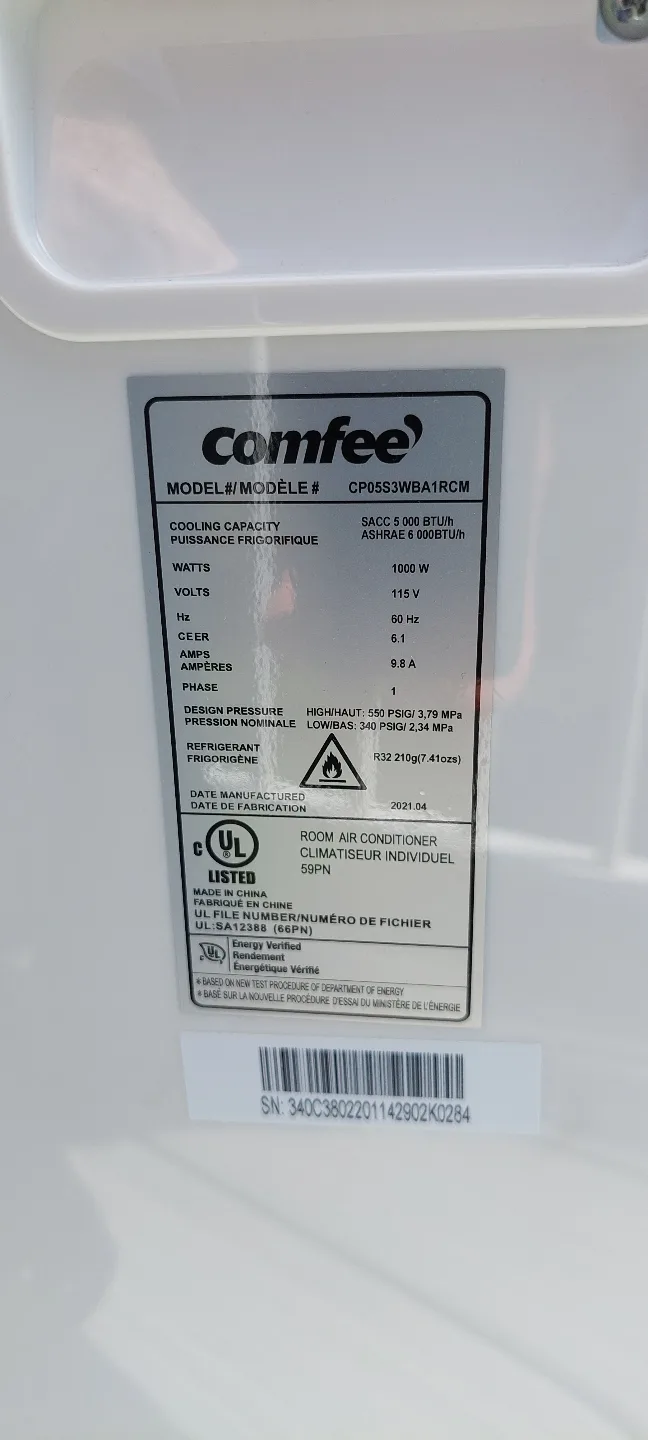 comfee'
MODEL#/MODÈLE # CP05S3WBA1RCM
COOLING CAPACITY SACC 5 000 BTU/h
PUISSANCE FRIGORIFIQUE ASHRAE 6 000BTU/h
WATTS 1000 W
VOLTS 115 V
Hz 60 Hz
CEER 6.1
AMPS
AMPÈRES 9.8 A
PHASE 1
DESIGN PRESSURE HIGH/HAUT: 550 PSIG/ 3,79 MPa
PRESSION NOMINALE LOW/BAS: 340 PSIG/ 2,34 MPa
REFRIGERANT
FRIGORIGÈNE R32 210g(7.41ozs)
DATE MANUFACTURED
DATE DE FABRICATION 2021.04
C UL ®
LISTED
ROOM AIR CONDITIONER
CLIMATISEUR INDIVIDUEL
59PN
MADE IN CHINA
FABRIQUÉ EN CHINE
UL FILE NUMBER/NUMÉRO DE FICHIER
UL:SA12388 (66PN)
UL Energy Verified
Rendement
Énergétique Vérifié
* BASED ON NEW TEST PROCEDURE OF DEPARTMENT OF ENERGY
* BASÉ SUR LA NOUVELLE PROCÉDURE D'ESSAI DU MINISTÈRE DE L'ÉNERGIE
SN: 340C3802201142902K0284